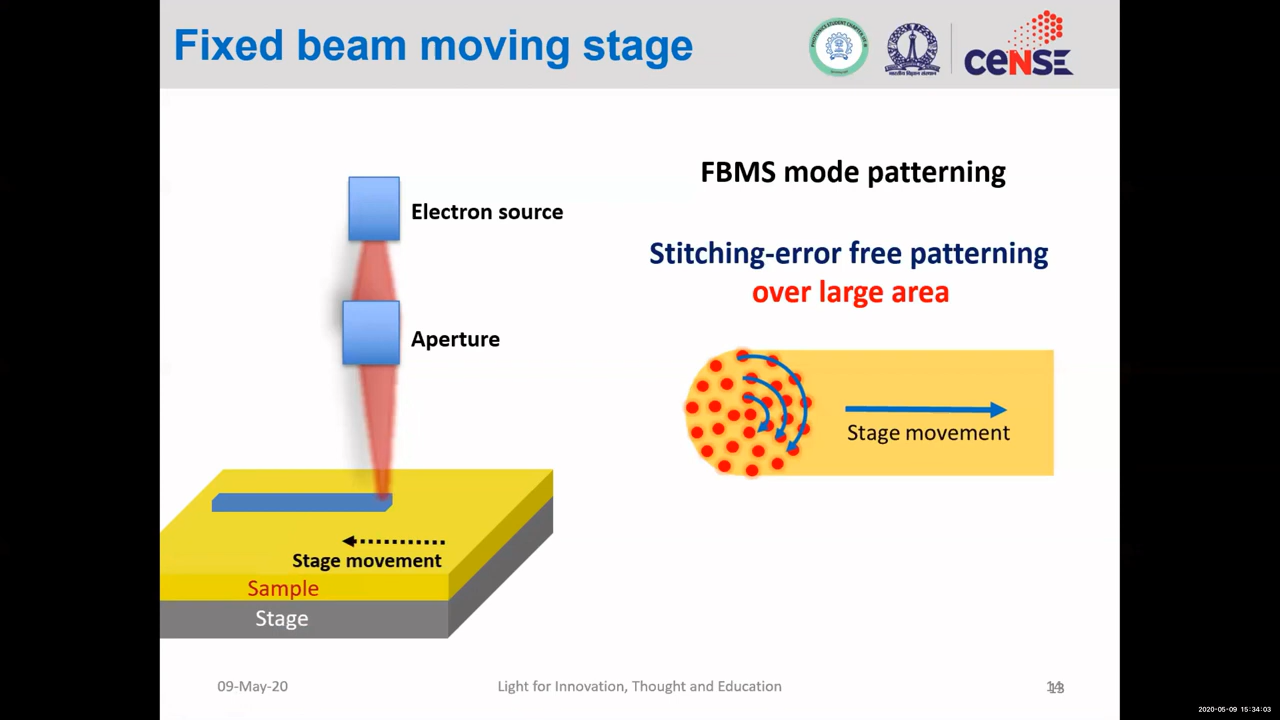 Fixed beam moving stage
CeNSE
FBMS mode patterning
Electron source
Stitching-error free patterning
over large area
Aperture
Stage movement
Stage movement
Sample
Stage
09-May-20
Light for Innovation, Thought and Education
2020-05-09 15:34:03